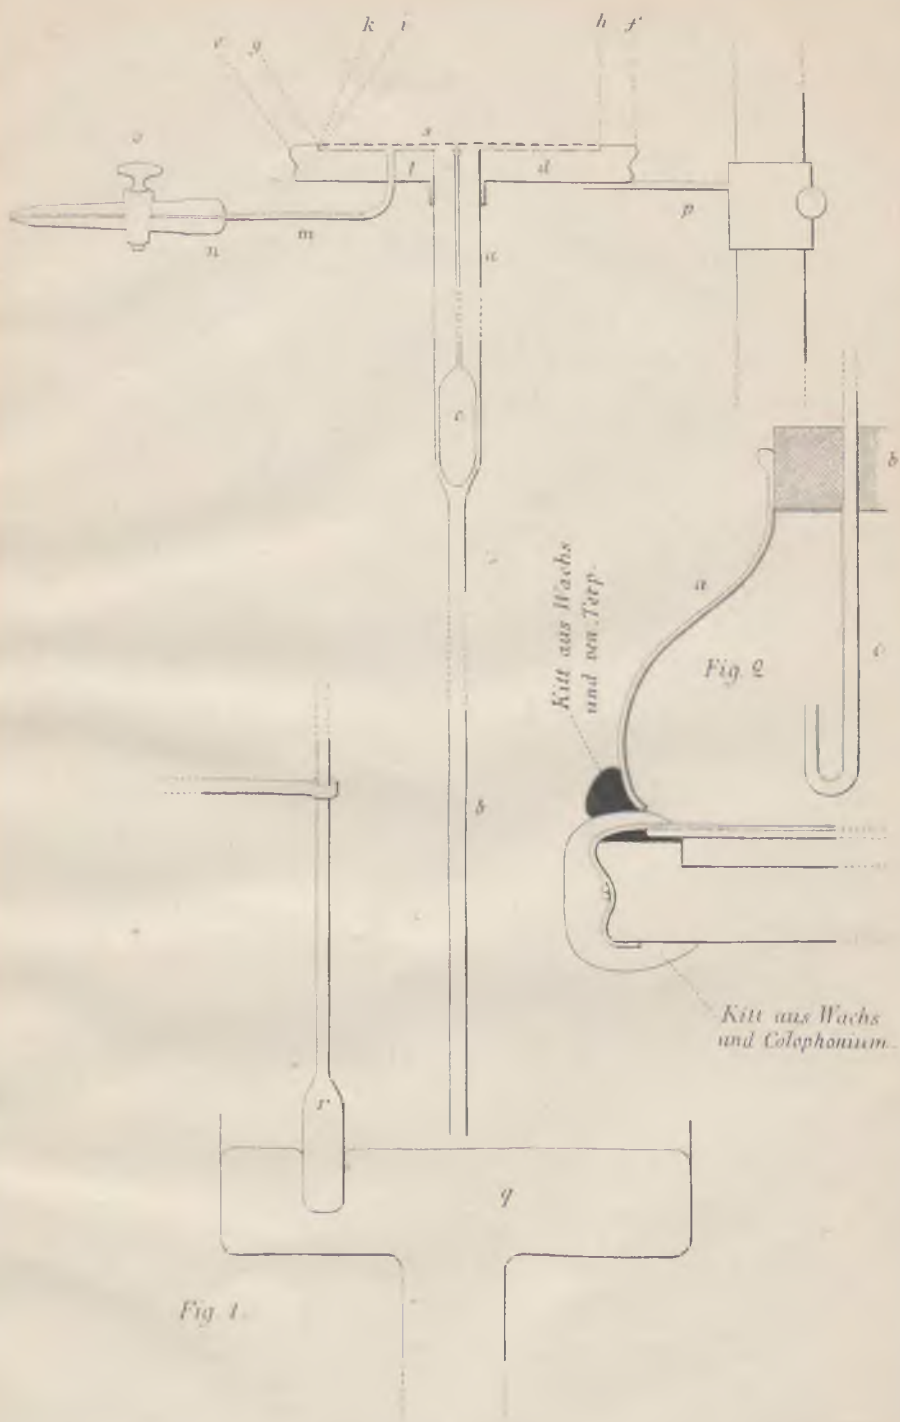 k i
h f
e g
o
s
l
d
p
m
n
a
c
b
a
Kitt aus Wachs
und ven. Terp.
Fig. 2
c
b
r
Kitt aus Wachs
und Colophonium.
q
Fig. 1.